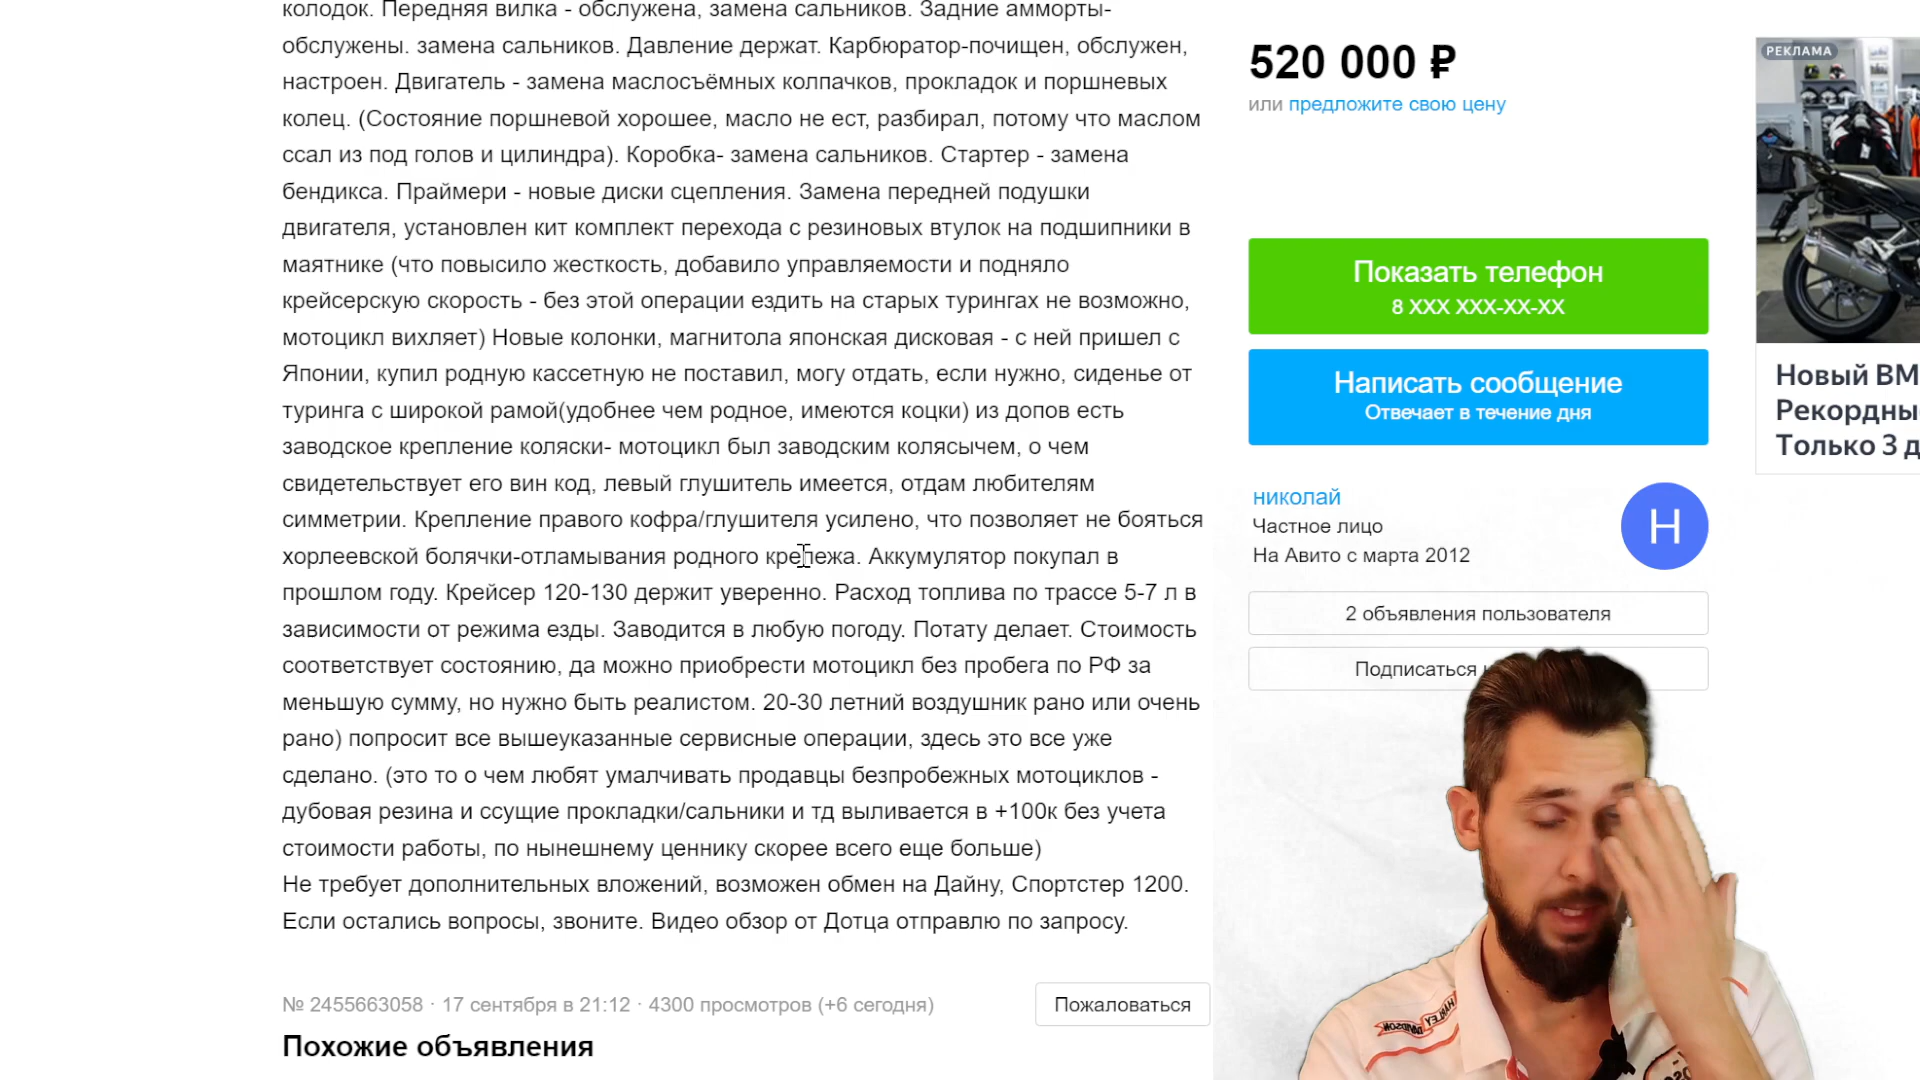 колодок. Передняя вилка - обслужена, замена сальников. Задние амморты-
обслужены. замена сальников. Давление держат. Карбюратор-почищен, обслужен,
настроен. Двигатель - замена маслосъёмных колпачков, прокладок и поршневых
колец. (Состояние поршневой хорошее, масло не ест, разбирал, потому что маслом
ссал из под голов и цилиндра). Коробка- замена сальников. Стартер - замена
бендикса. Праймери - новые диски сцепления. Замена передней подушки
двигателя, установлен кит комплект перехода с резиновых втулок на подшипники в
маятнике (что повысило жесткость, добавило управляемости и подняло
крейсерскую скорость - без этой операции ездить на старых турингах не возможно,
мотоцикл вихляет) Новые колонки, магнитола японская дисковая - с ней пришел с
Японии, купил родную кассетную не поставил, могу отдать, если нужно, сиденье от
туринга с широкой рамой(удобнее чем родное, имеются коцки) из допов есть
заводское крепление коляски- мотоцикл был заводским колясычем, о чем
свидетельствует его вин код, левый глушитель имеется, отдам любителям
симметрии. Крепление правого кофра/глушителя усилено, что позволяет не бояться
хорлеевской болячки-отламывания родного крепежа. Аккумулятор покупал в
прошлом году. Крейсер 120-130 держит уверенно. Расход топлива по трассе 5-7 л в
зависимости от режима езды. Заводится в любую погоду. Потату делает. Стоимость
соответствует состоянию, да можно приобрести мотоцикл без пробега по РФ за
меньшую сумму, но нужно быть реалистом. 20-30 летний воздушник рано или очень
рано) попросит все вышеуказанные сервисные операции, здесь это все уже
сделано. (это то о чем любят умалчивать продавцы безпробежных мотоциклов -
дубовая резина и ссущие прокладки/сальники и тд выливается в +100к без учета
стоимости работы, по нынешнему ценнику скорее всего еще больше)
Не требует дополнительных вложений, возможен обмен на Дайну, Спортстер 1200.
Если остались вопросы, звоните. Видео обзор от Дотца отправлю по запросу.
№ 2455663058 · 17 сентября в 21:12 · 4300 просмотров (+6 сегодня)
Пожаловаться
Похожие объявления
520 000 ₽
или предложите свою цену
Показать телефон
8 XXX XXX-XX-XX
Написать сообщение
Отвечает в течение дня
николай
Частное лицо
На Авито с марта 2012
Н
2 объявления пользователя
Подписаться
РЕКЛАМА
Новый BM
Рекордны
Только 3 д
HARLEY
DAVIDSON